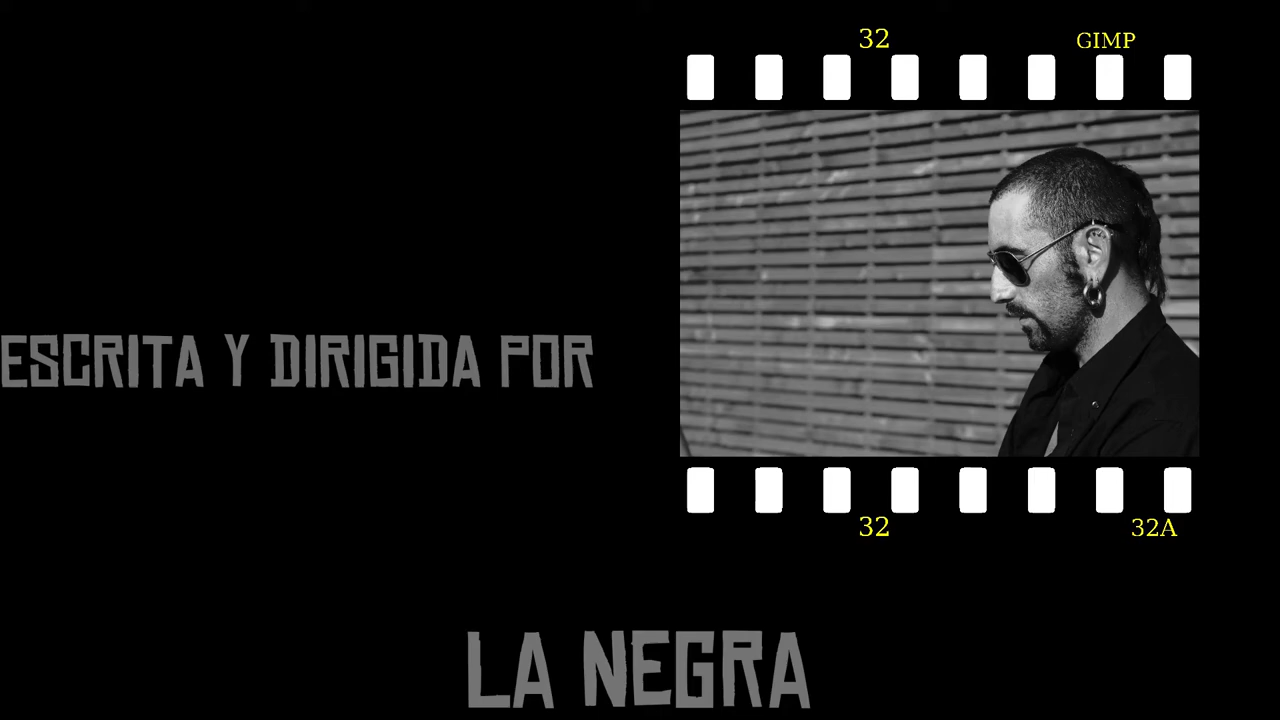 32 GIMP
ESCRITA Y DIRIGIDA POR
32 32A
LA NEGRA